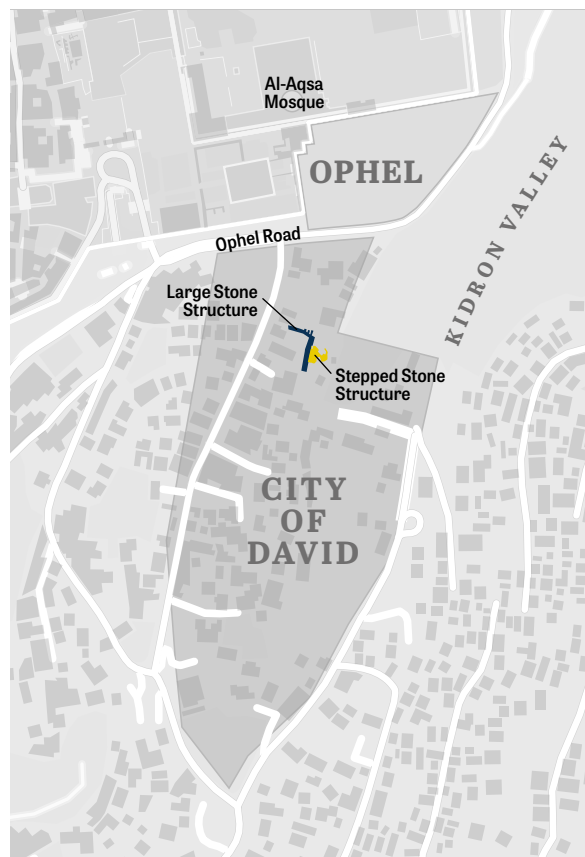 Al-Aqsa
Mosque
OPHEL
KIDRON VALLEY
Ophel Road
Large Stone
Structure
Stepped Stone
Structure
CITY
OF
DAVID